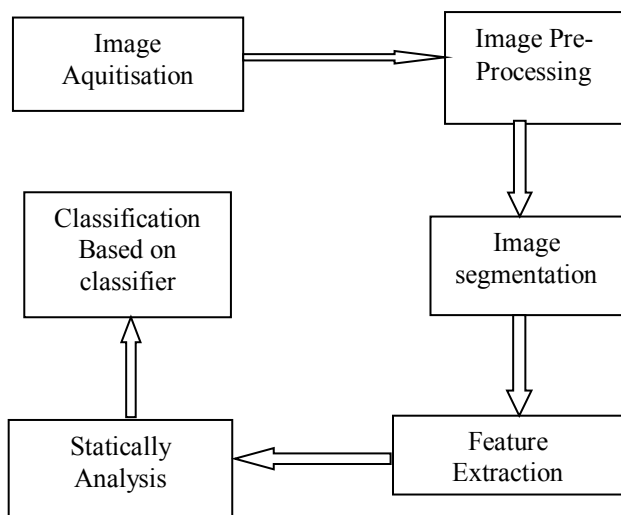 Image
Aquitisation
Image Pre-
Processing
Image
segmentation
Feature
Extraction
Statically
Analysis
Classification
Based on
classifier